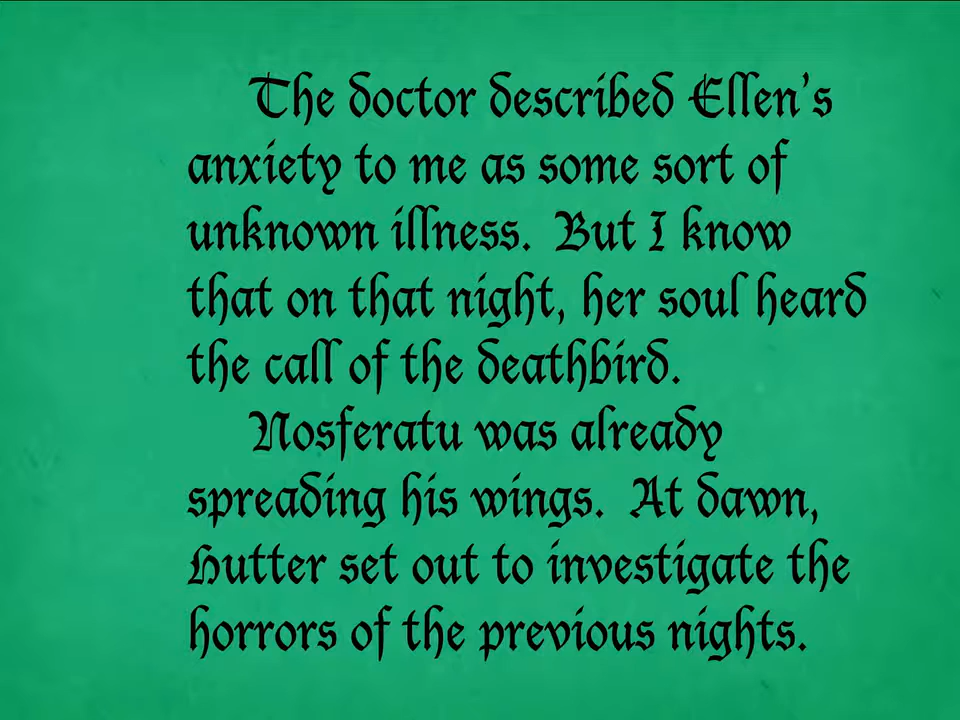 The doctor described Ellen's
anxiety to me as some sort of
unknown illness. But I know
that on that night, her soul heard
the call of the deathbird.
Nosferatu was already
spreading his wings. At dawn,
Hutter set out to investigate the
horrors of the previous nights.